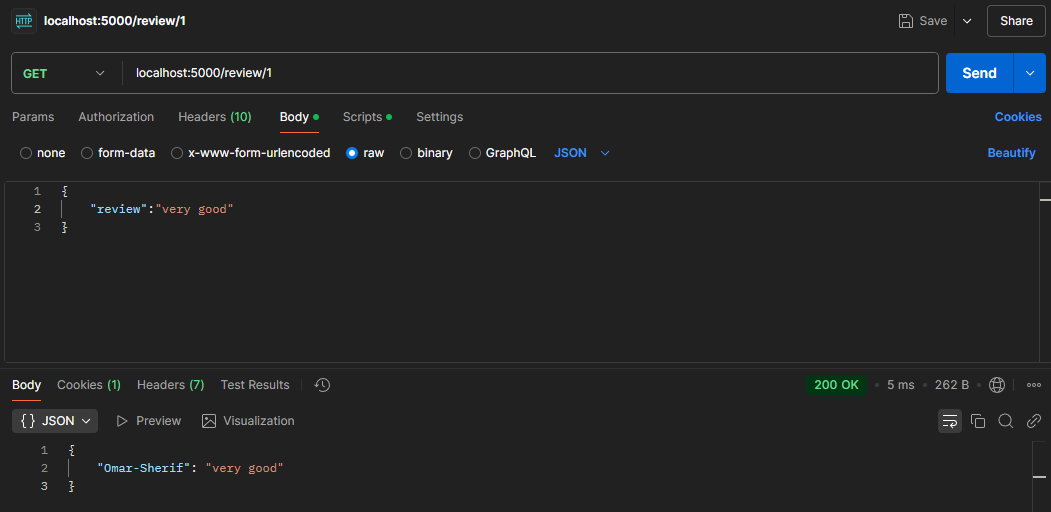 HTTP localhost:5000/review/1 Save Share
GET localhost:5000/review/1 Send
Params Authorization Headers (10) Body Scripts Settings Cookies
none form-data x-www-form-urlencoded raw binary GraphQL JSON Beautify
1 {
2 "review":"very good"
3 }
Body Cookies (1) Headers (7) Test Results 200 OK • 5 ms • 262 B •
{} JSON Preview Visualization
1 {
2 "Omar-Sherif": "very good"
3 }